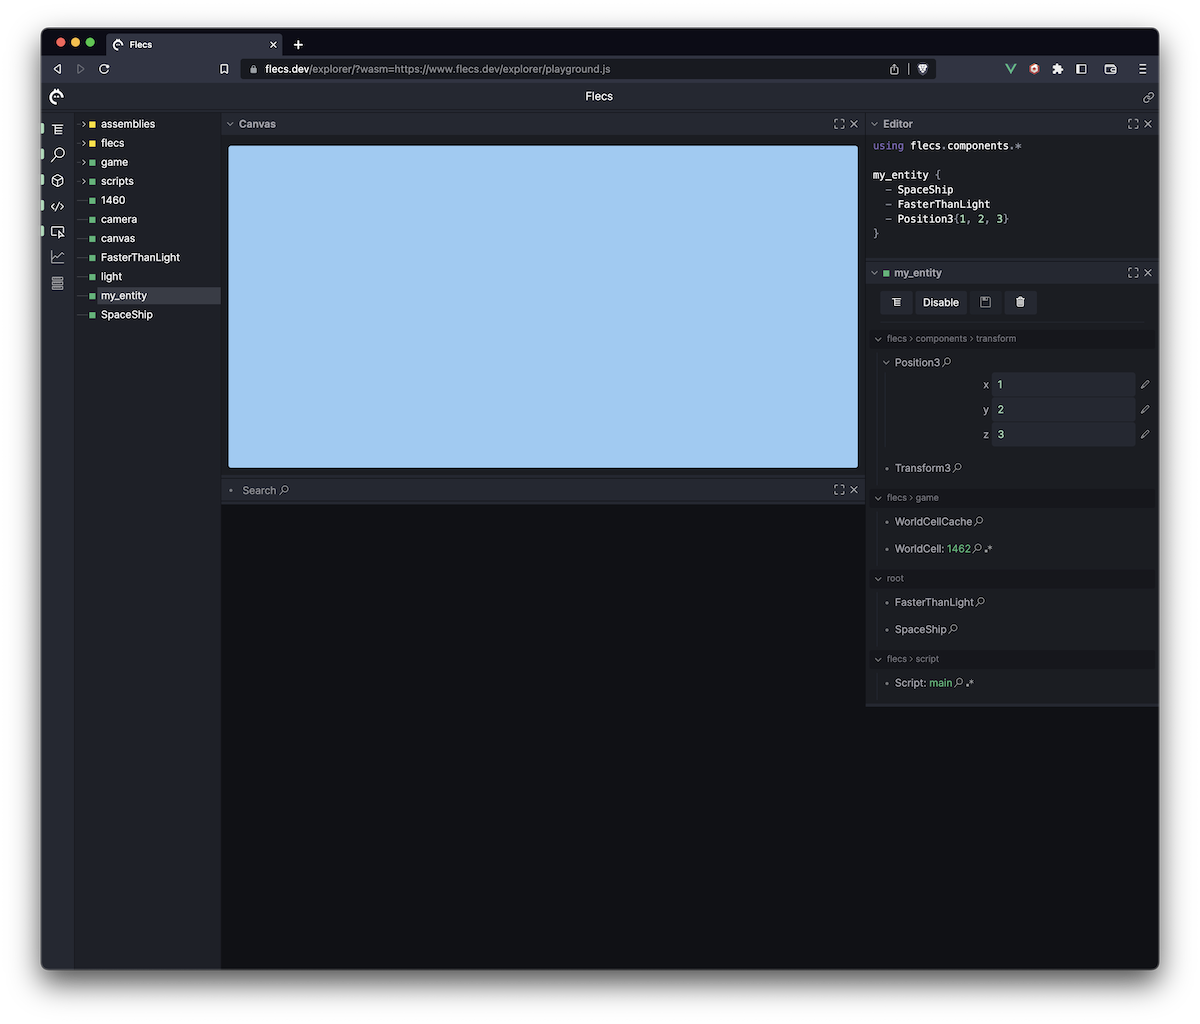 Flecs
flecs.dev/explorer/?wasm=https://www.flecs.dev/explorer/playground.js
Flecs
assemblies
flecs
game
scripts
1460
camera
canvas
FasterThanLight
light
my_entity
SpaceShip
Canvas
Search
Editor
using flecs.components.*
my_entity {
- SpaceShip
- FasterThanLight
- Position3{1, 2, 3}
}
my_entity
Disable
flecs > components > transform
Position3
x 1
y 2
z 3
Transform3
flecs > game
WorldCellCache
WorldCell: 1462 .*
root
FasterThanLight
SpaceShip
flecs > script
Script: main .*